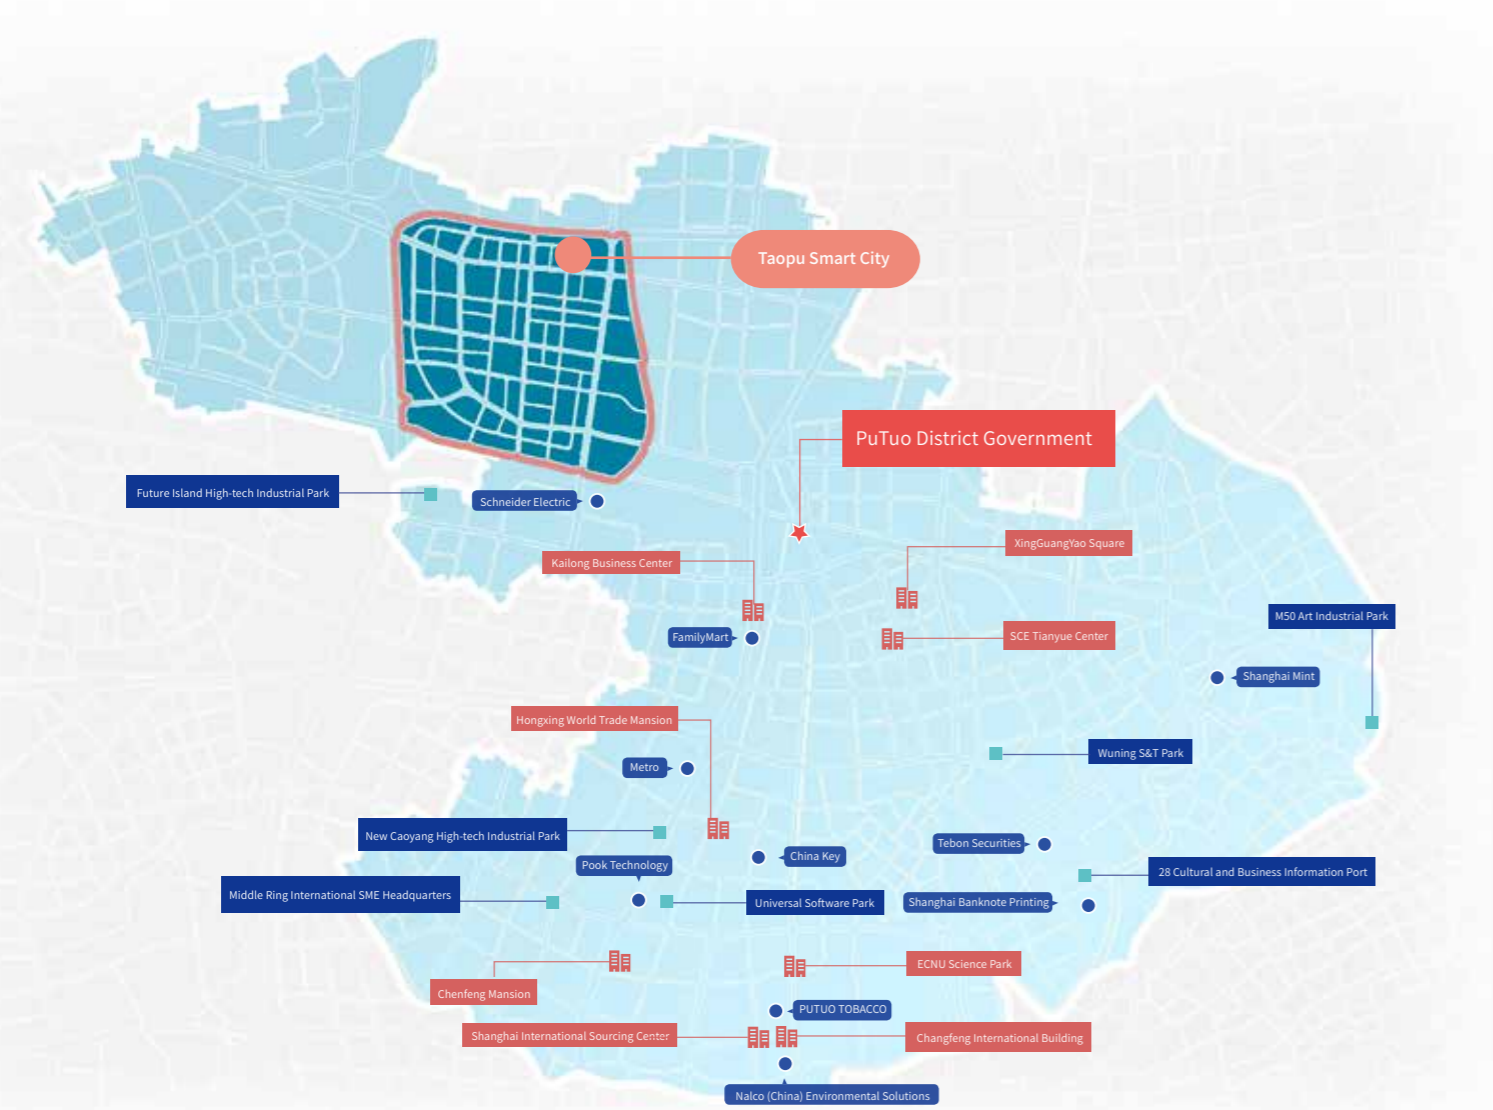 Taopu Smart City
PuTuo District Government
Future Island High-tech Industrial Park
Schneider Electric
XingGuangYao Square
Kailong Business Center
M50 Art Industrial Park
FamilyMart
SCE Tianyue Center
Shanghai Mint
Hongxing World Trade Mansion
Wuning S&T Park
Metro
New Caoyang High-tech Industrial Park
Tebon Securities
China Key
Pook Technology
28 Cultural and Business Information Port
Middle Ring International SME Headquarters
Universal Software Park
Shanghai Banknote Printing
ECNU Science Park
Chenfeng Mansion
PUTUO TOBACCO
Shanghai International Sourcing Center
Changfeng International Building
Nalco (China) Environmental Solutions